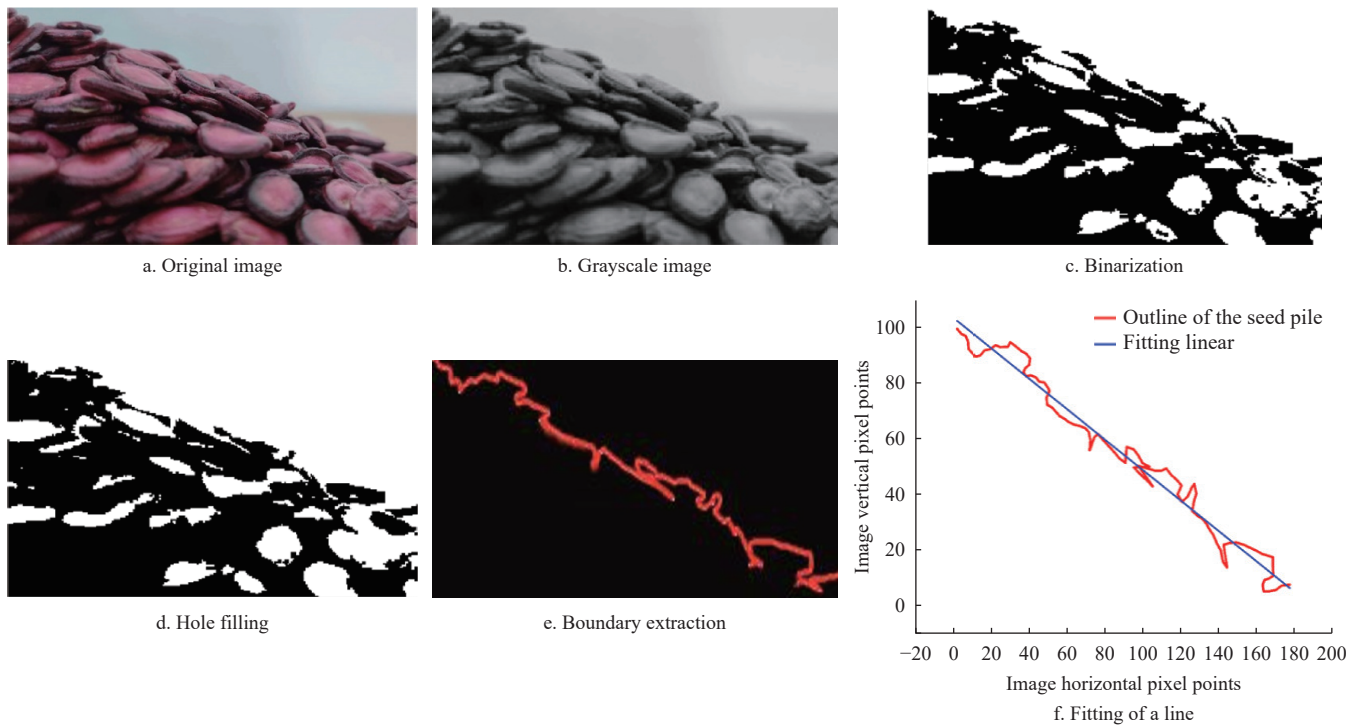 a. Original image
b. Grayscale image
c. Binarization
d. Hole filling
e. Boundary extraction
Outline of the seed pile
Fitting linear
Image vertical pixel points
100
80
60
40
20
0
−20 0 20 40 60 80 100 120 140 160 180 200
Image horizontal pixel points
f. Fitting of a line